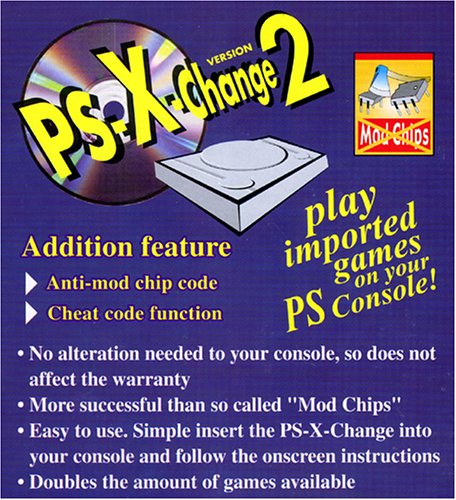 PS-X-Change
VERSION
2
Mod Chips
play
imported
games
on your
PS Console!
Addition feature
Anti-mod chip code
Cheat code function
• No alteration needed to your console, so does not
affect the warranty
• More successful than so called "Mod Chips"
• Easy to use. Simple insert the PS-X-Change into
your console and follow the onscreen instructions
• Doubles the amount of games available